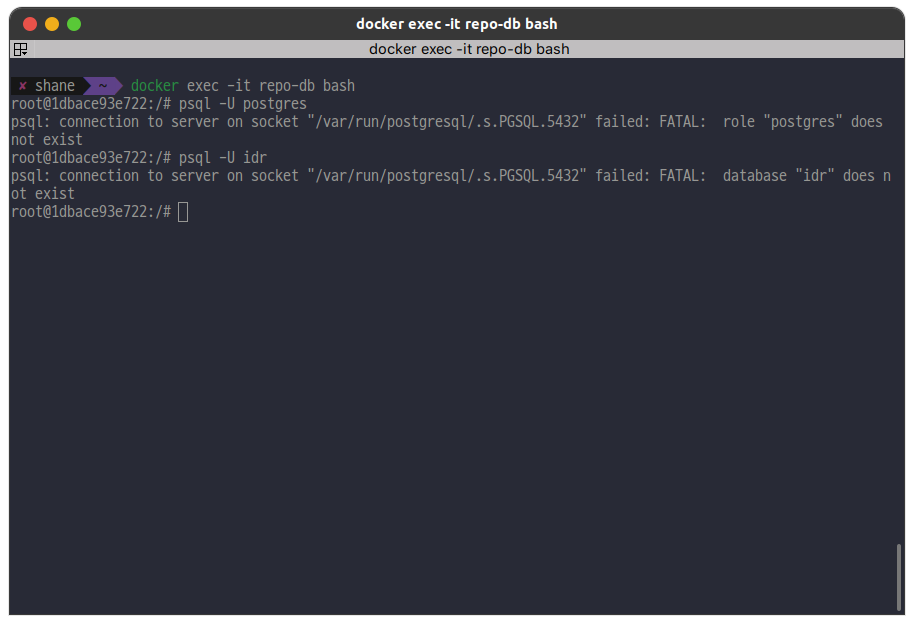 docker exec -it repo-db bash
docker exec -it repo-db bash
✘ shane ~ docker exec -it repo-db bash
root@1dbace93e722:/# psql -U postgres
psql: connection to server on socket "/var/run/postgresql/.s.PGSQL.5432" failed: FATAL:  role "postgres" does
not exist
root@1dbace93e722:/# psql -U idr
psql: connection to server on socket "/var/run/postgresql/.s.PGSQL.5432" failed: FATAL:  database "idr" does n
ot exist
root@1dbace93e722:/#